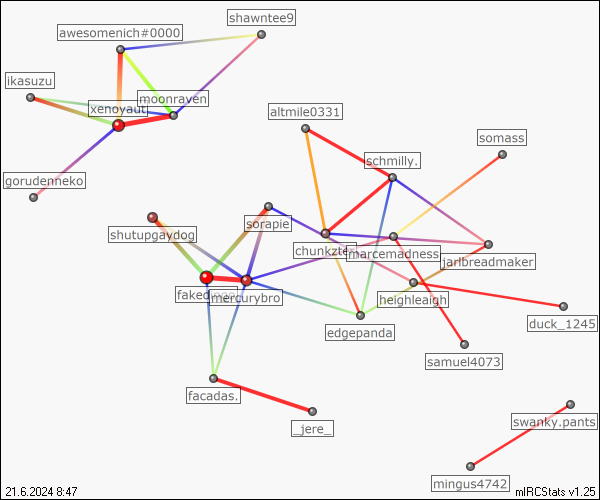 shawntee9
awesomenich#0000
ikasuzu
moonraven
xenoyaut
altmile0331
somass
schmilly.
gorudenneko
sorapie
shutupgaydog
chunkzte
marcemadness
jarlbreadmaker
faked
mercurybro
heighleaigh
edgepanda
duck_1245
samuel4073
facadas.
_jere_
swanky.pants
mingus4742
21.6.2024 8:47
mIRCStats v1.25